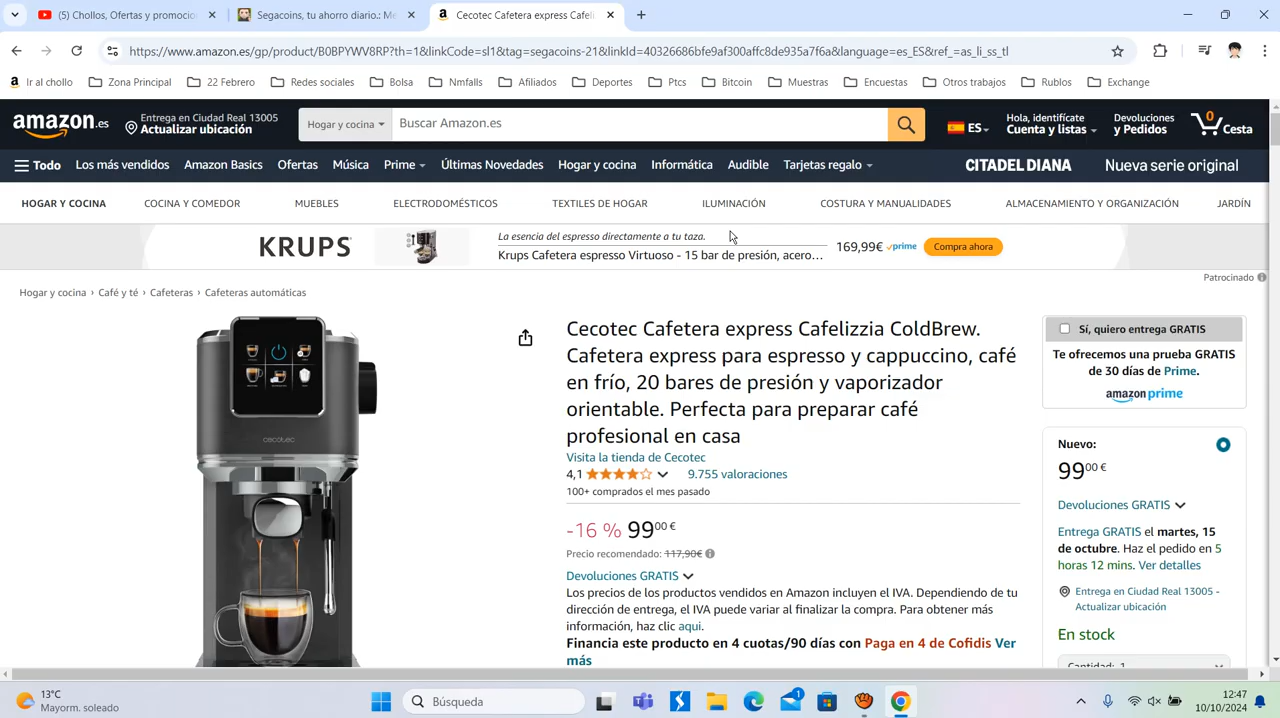 (5) Chollos, Ofertas y promocio
Segacoins, tu ahorro diario.: M
Cecotec Cafetera express Cafeli
https://www.amazon.es/gp/product/B0BPYWV8RP?th=1&linkCode=sl1&tag=segacoins-21&linkId=40326686bfe9af300affc8de935a7f6a&language=es_ES&ref_=as_li_ss_tl
Ir al chollo Zona Principal 22 Febrero Redes sociales Bolsa Nmfalls Afiliados Deportes Ptcs Bitcoin Muestras Encuestas Otros trabajos Rublos Exchange
amazon.es
Entrega en Ciudad Real 13005
Actualizar ubicación
Hogar y cocina
Buscar Amazon.es
ES
Hola, identifícate
Cuenta y listas
Devoluciones
y Pedidos
0
Cesta
Todo Los más vendidos Amazon Basics Ofertas Música Prime Últimas Novedades Hogar y cocina Informática Audible Tarjetas regalo CITADEL DIANA Nueva serie original
HOGAR Y COCINA COCINA Y COMEDOR MUEBLES ELECTRODOMÉSTICOS TEXTILES DE HOGAR ILUMINACIÓN COSTURA Y MANUALIDADES ALMACENAMIENTO Y ORGANIZACIÓN JARDÍN
KRUPS
La esencia del espresso directamente a tu taza.
Krups Cafetera espresso Virtuoso - 15 bar de presión, acero…
169,99€ prime
Compra ahora
Patrocinado
Hogar y cocina › Café y té › Cafeteras › Cafeteras automáticas
cecotec
Cecotec Cafetera express Cafelizzia ColdBrew.
Cafetera express para espresso y cappuccino, café
en frío, 20 bares de presión y vaporizador
orientable. Perfecta para preparar café
profesional en casa
Visita la tienda de Cecotec
4,1 9.755 valoraciones
100+ comprados el mes pasado
-16 % 99,00 €
Precio recomendado: 117,90€
Devoluciones GRATIS
Los precios de los productos vendidos en Amazon incluyen el IVA. Dependiendo de tu
dirección de entrega, el IVA puede variar al finalizar la compra. Para obtener más
información, haz clic aqui.
Financia este producto en 4 cuotas/90 días con Paga en 4 de Cofidis Ver
más
Sí, quiero entrega GRATIS
Te ofrecemos una prueba GRATIS
de 30 días de Prime.
amazon prime
Nuevo:
99,00 €
Devoluciones GRATIS
Entrega GRATIS el martes, 15
de octubre. Haz el pedido en 5
horas 12 mins. Ver detalles
Entrega en Ciudad Real 13005 -
Actualizar ubicación
En stock
Cantidad: 1
13°C
Mayorm. soleado
Búsqueda
1
12:47
10/10/2024